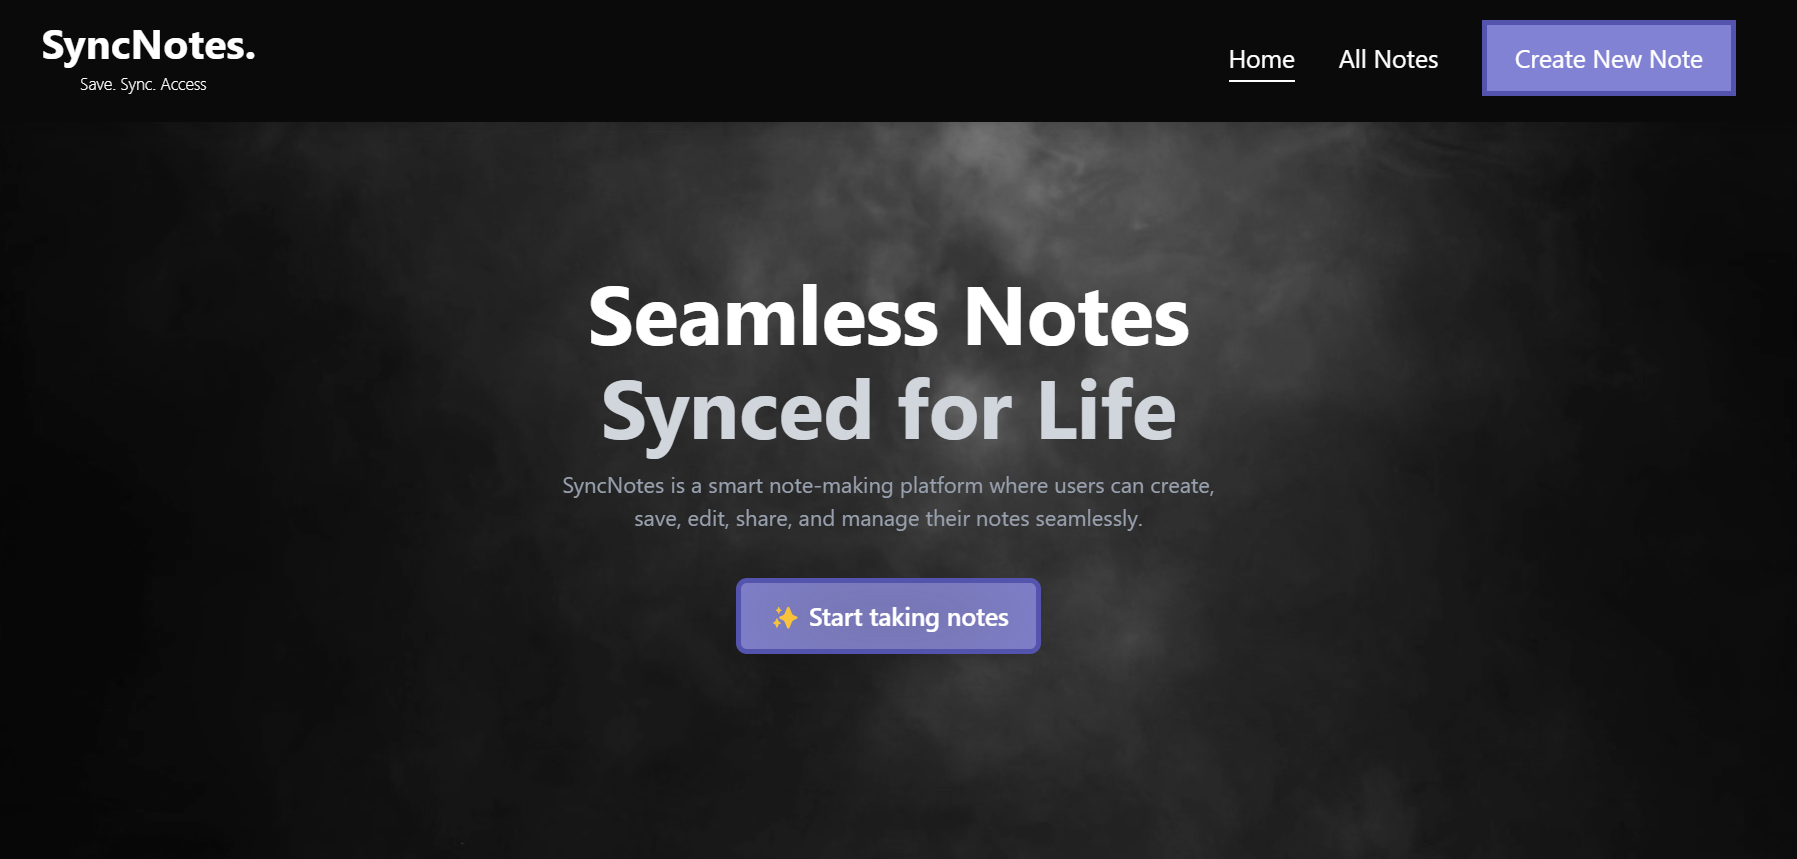 SyncNotes.
Save. Sync. Access
Home
All Notes
Create New Note
Seamless Notes
Synced for Life
SyncNotes is a smart note-making platform where users can create,
save, edit, share, and manage their notes seamlessly.
✨ Start taking notes